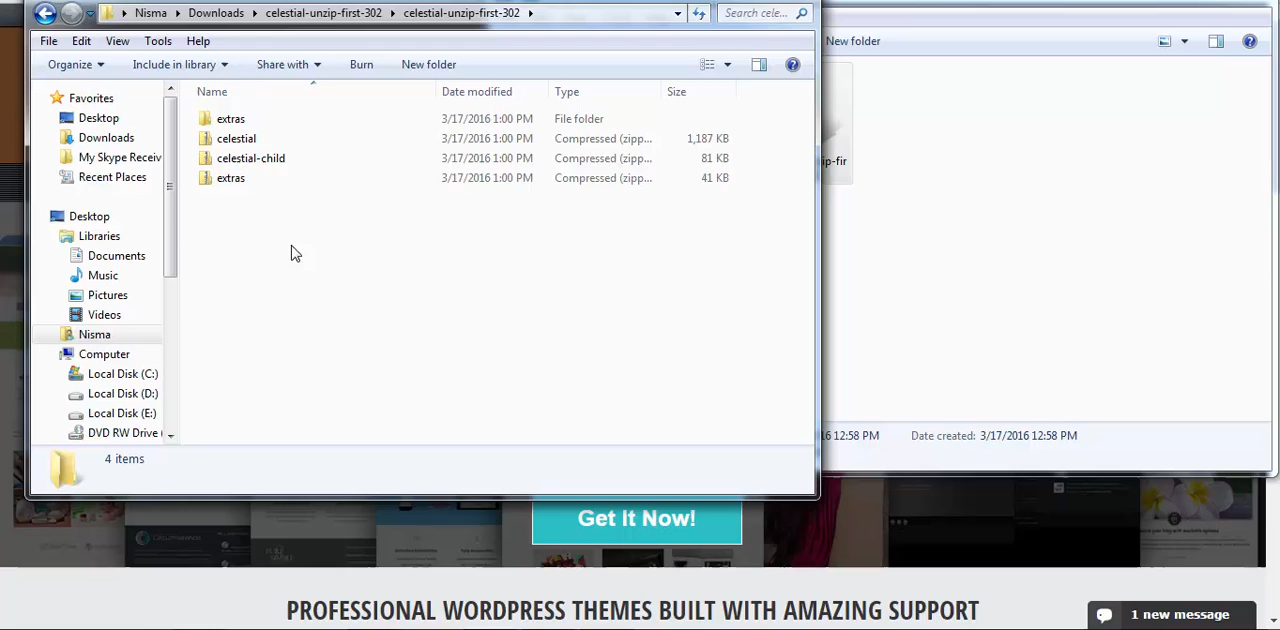 Nisma Downloads celestial-unzip-first-302 celestial-unzip-first-302 Search cele...
File Edit View Tools Help
New folder
Organize Include in library Share with Burn New folder
Name Date modified Type Size
extras 3/17/2016 1:00 PM File folder
celestial 3/17/2016 1:00 PM Compressed (zipp... 1,187 KB
celestial-child 3/17/2016 1:00 PM Compressed (zipp... 81 KB
extras 3/17/2016 1:00 PM Compressed (zipp... 41 KB
Favorites
Desktop
Downloads
My Skype Receiv
Recent Places
Desktop
Libraries
Documents
Music
Pictures
Videos
Nisma
Computer
Local Disk (C:)
Local Disk (D:)
Local Disk (E:)
DVD RW Drive (
4 items
ip-fir
16 12:58 PM Date created: 3/17/2016 12:58 PM
Get It Now!
PROFESSIONAL WORDPRESS THEMES BUILT WITH AMAZING SUPPORT
1 new message